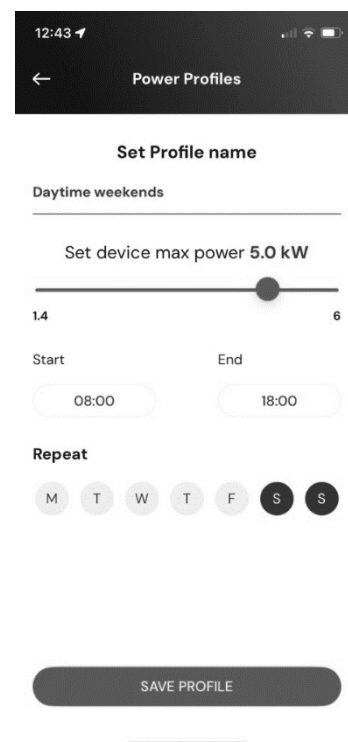 12:43
Power Profiles
Set Profile name
Daytime weekends
Set device max power 5.0 kW
1.4 6
Start End
08:00 18:00
Repeat
M T W T F S S
SAVE PROFILE